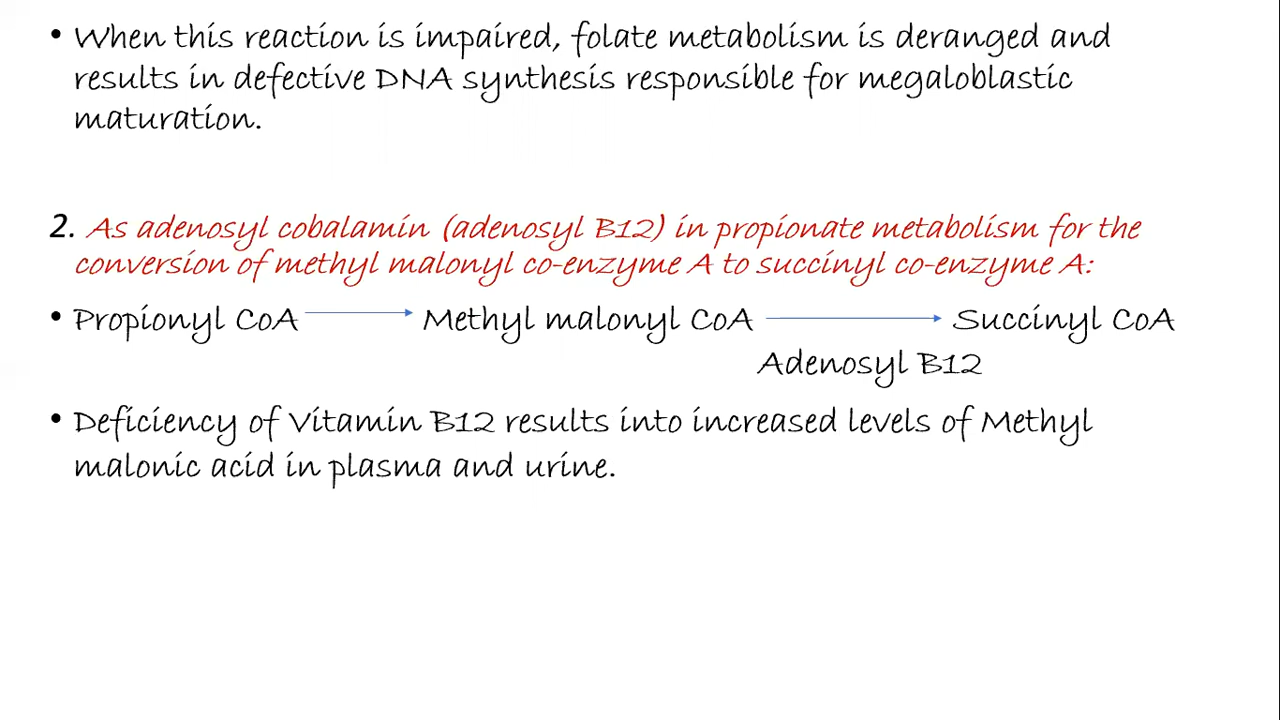 • When this reaction is impaired, folate metabolism is deranged and
results in defective DNA synthesis responsible for megaloblastic
maturation.
2. As adenosyl cobalamin (adenosyl B12) in propionate metabolism for the
conversion of methyl malonyl co-enzyme A to succinyl co-enzyme A:
• Propionyl CoA Methyl malonyl CoA Succinyl CoA
Adenosyl B12
• Deficiency of Vitamin B12 results into increased levels of Methyl
malonic acid in plasma and urine.